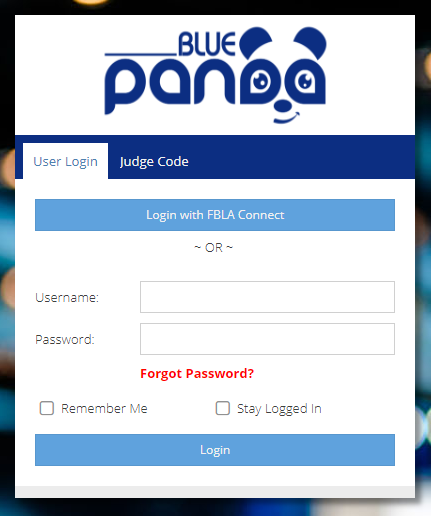 BLUE
panda
User Login
Judge Code
Login with FBLA Connect
~ OR ~
Username:
Password:
Forgot Password?
Remember Me
Stay Logged In
Login